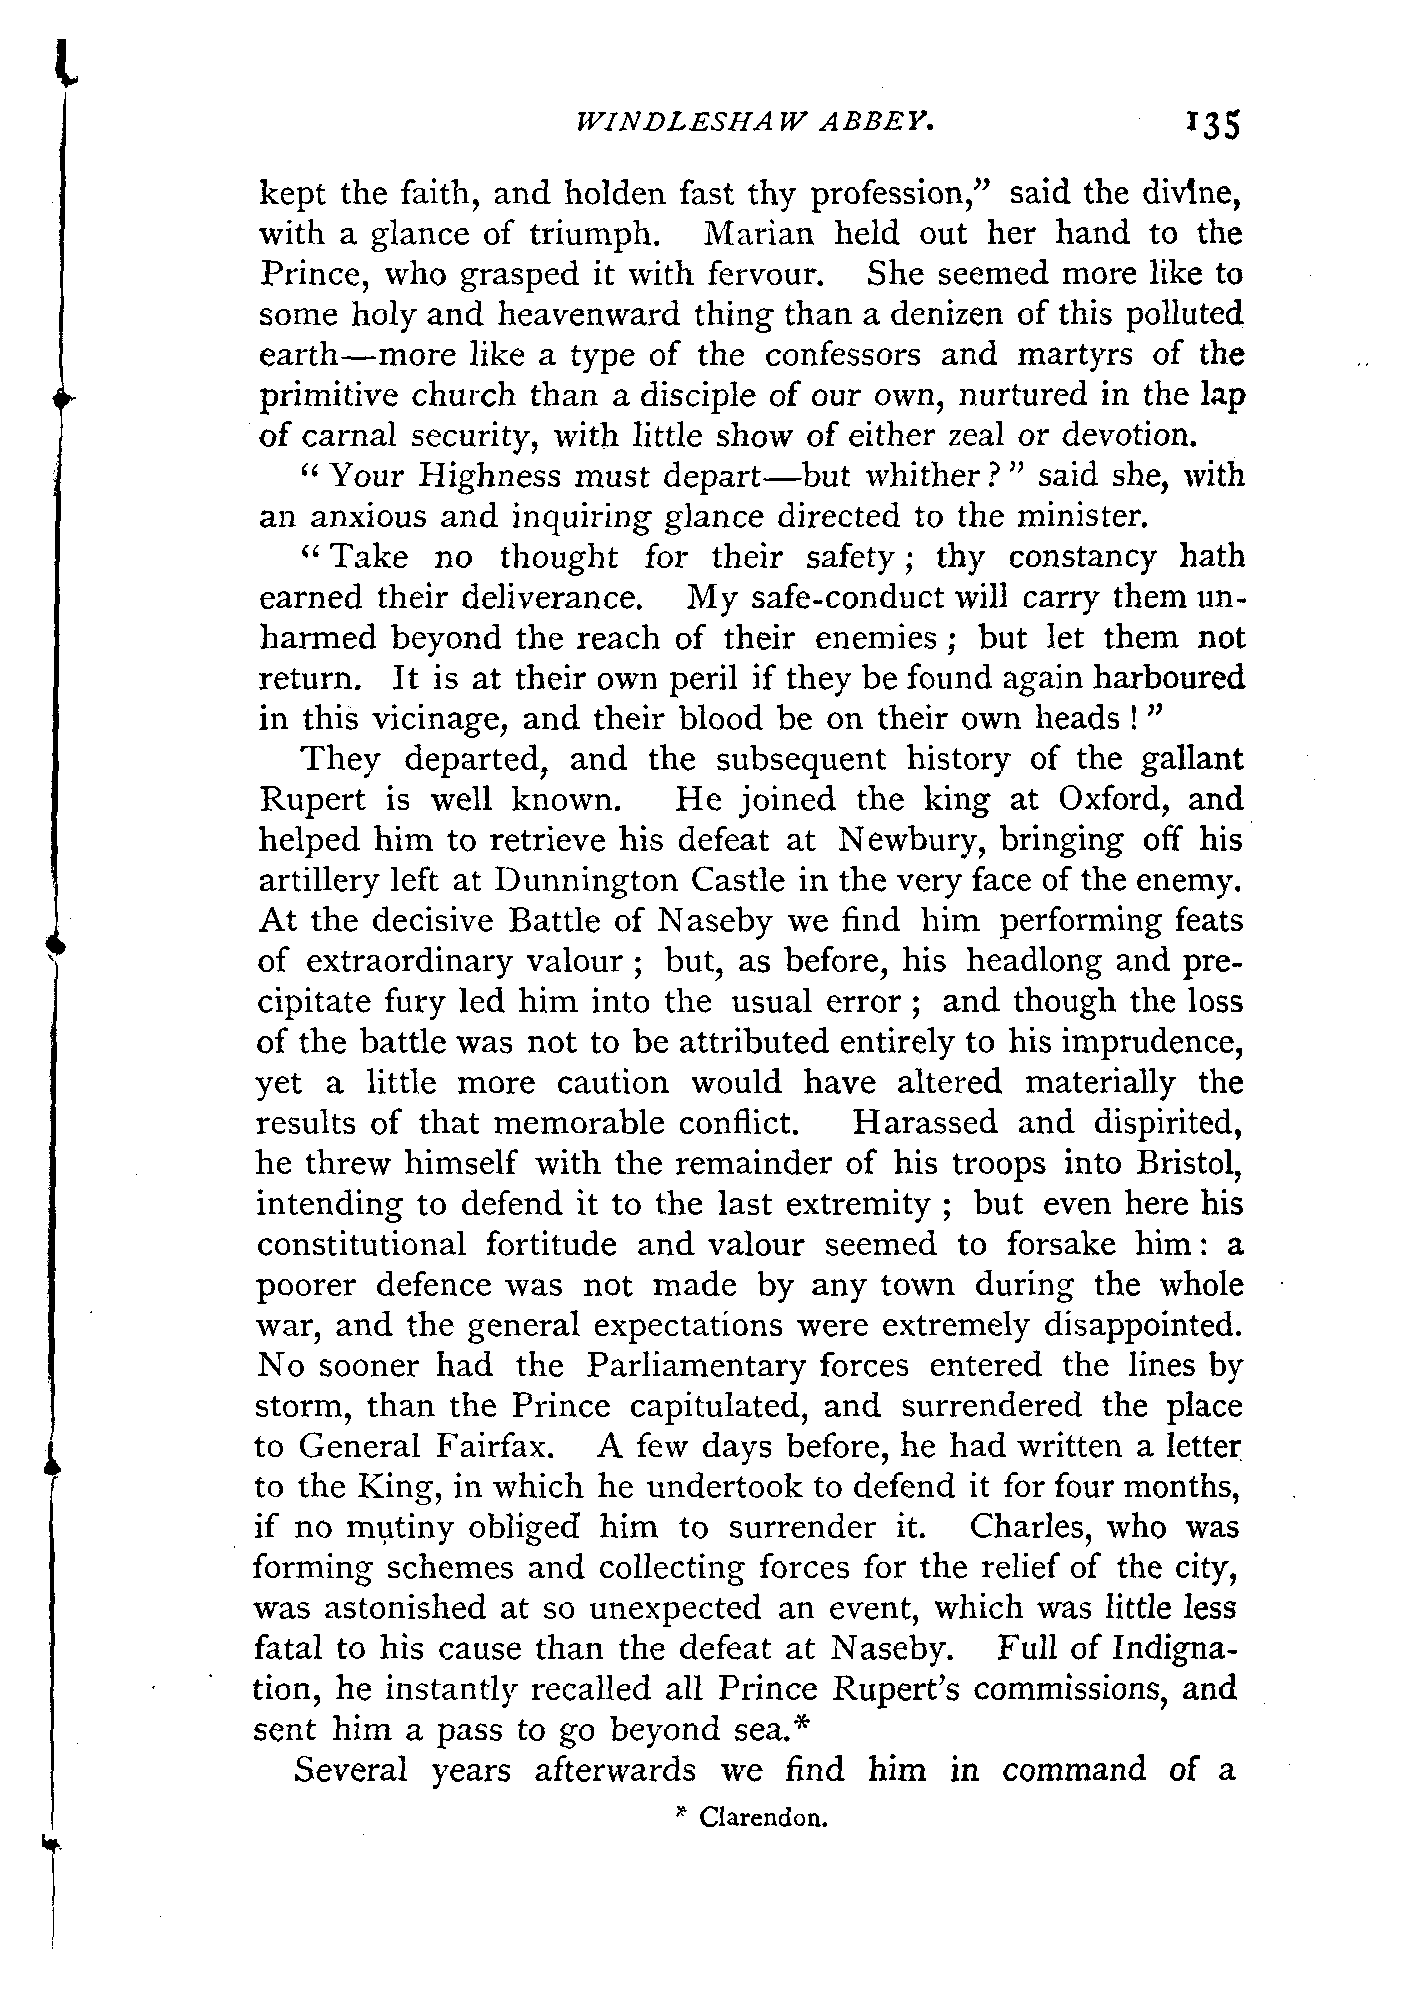 WINDLESHAW ABBEY. 135
kept the faith, and holden fast thy profession,” said the divine,
with a glance of triumph. Marian held out her hand to the
Prince, who grasped it with fervour. She seemed more like to
some holy and heavenward thing than a denizen of this polluted
earth—more like a type of the confessors and martyrs of the
primitive church than a disciple of our own, nurtured in the lap
of carnal security, with little show of either zeal or devotion.
“ Your Highness must depart—but whither ? ” said she, with
an anxious and inquiring glance directed to the minister.
“ Take no thought for their safety ; thy constancy hath
earned their deliverance. My safe-conduct will carry them un-
harmed beyond the reach of their enemies ; but let them not
return. It is at their own peril if they be found again harboured
in this vicinage, and their blood be on their own heads ! ”
They departed, and the subsequent history of the gallant
Rupert is well known. He joined the king at Oxford, and
helped him to retrieve his defeat at Newbury, bringing off his
artillery left at Dunnington Castle in the very face of the enemy.
At the decisive Battle of Naseby we find him performing feats
of extraordinary valour ; but, as before, his headlong and pre-
cipitate fury led him into the usual error ; and though the loss
of the battle was not to be attributed entirely to his imprudence,
yet a little more caution would have altered materially the
results of that memorable conflict. Harassed and dispirited,
he threw himself with the remainder of his troops into Bristol,
intending to defend it to the last extremity ; but even here his
constitutional fortitude and valour seemed to forsake him : a
poorer defence was not made by any town during the whole
war, and the general expectations were extremely disappointed.
No sooner had the Parliamentary forces entered the lines by
storm, than the Prince capitulated, and surrendered the place
to General Fairfax. A few days before, he had written a letter
to the King, in which he undertook to defend it for four months,
if no mutiny obliged him to surrender it. Charles, who was
forming schemes and collecting forces for the relief of the city,
was astonished at so unexpected an event, which was little less
fatal to his cause than the defeat at Naseby. Full of Indigna-
tion, he instantly recalled all Prince Rupert’s commissions, and
sent him a pass to go beyond sea.*
Several years afterwards we find him in command of a
* Clarendon.